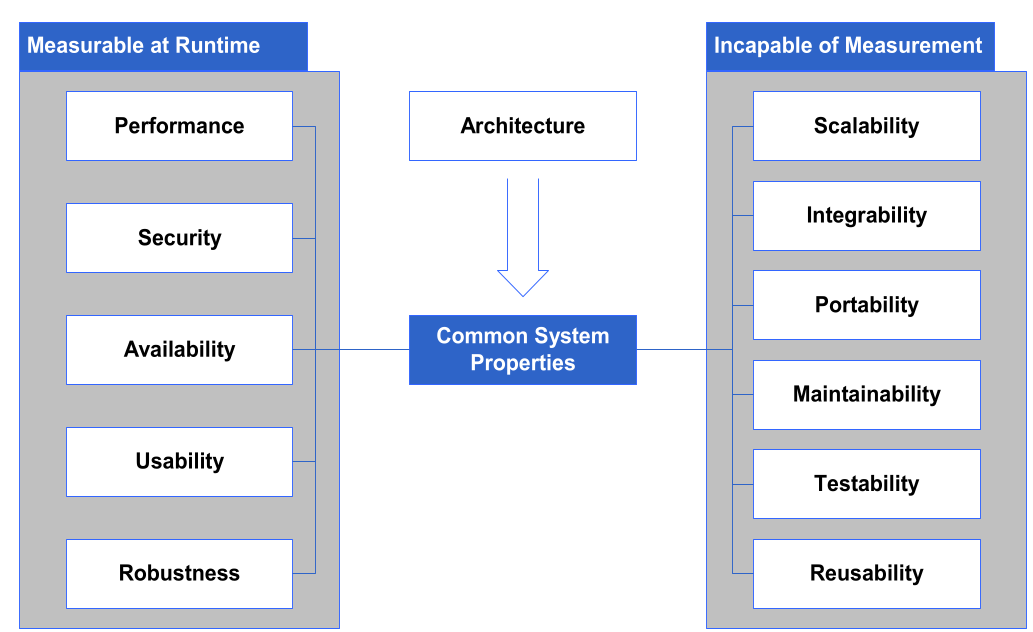 Measurable at Runtime
Performance
Security
Availability
Usability
Robustness
Architecture
Common System
Properties
Incapable of Measurement
Scalability
Integrability
Portability
Maintainability
Testability
Reusability